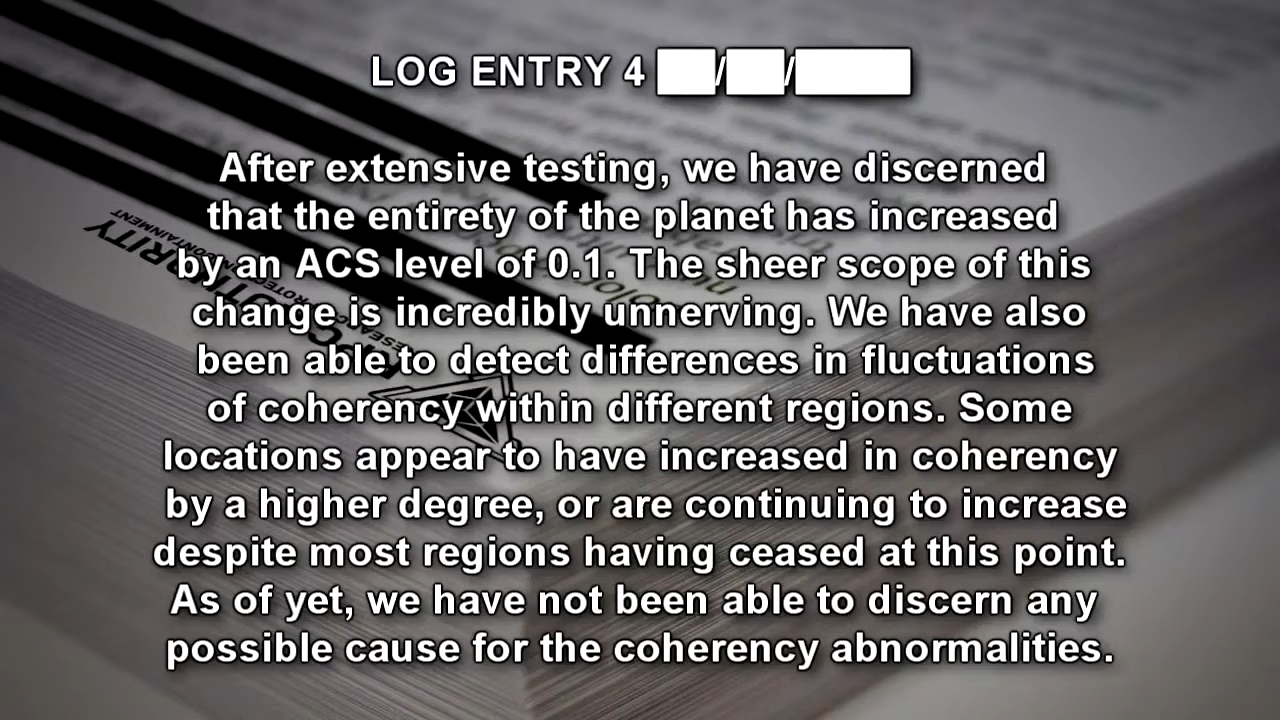 LOG ENTRY 4 ██/██/████
After extensive testing, we have discerned
that the entirety of the planet has increased
by an ACS level of 0.1. The sheer scope of this
change is incredibly unnerving. We have also
been able to detect differences in fluctuations
of coherency within different regions. Some
locations appear to have increased in coherency
by a higher degree, or are continuing to increase
despite most regions having ceased at this point.
As of yet, we have not been able to discern any
possible cause for the coherency abnormalities.